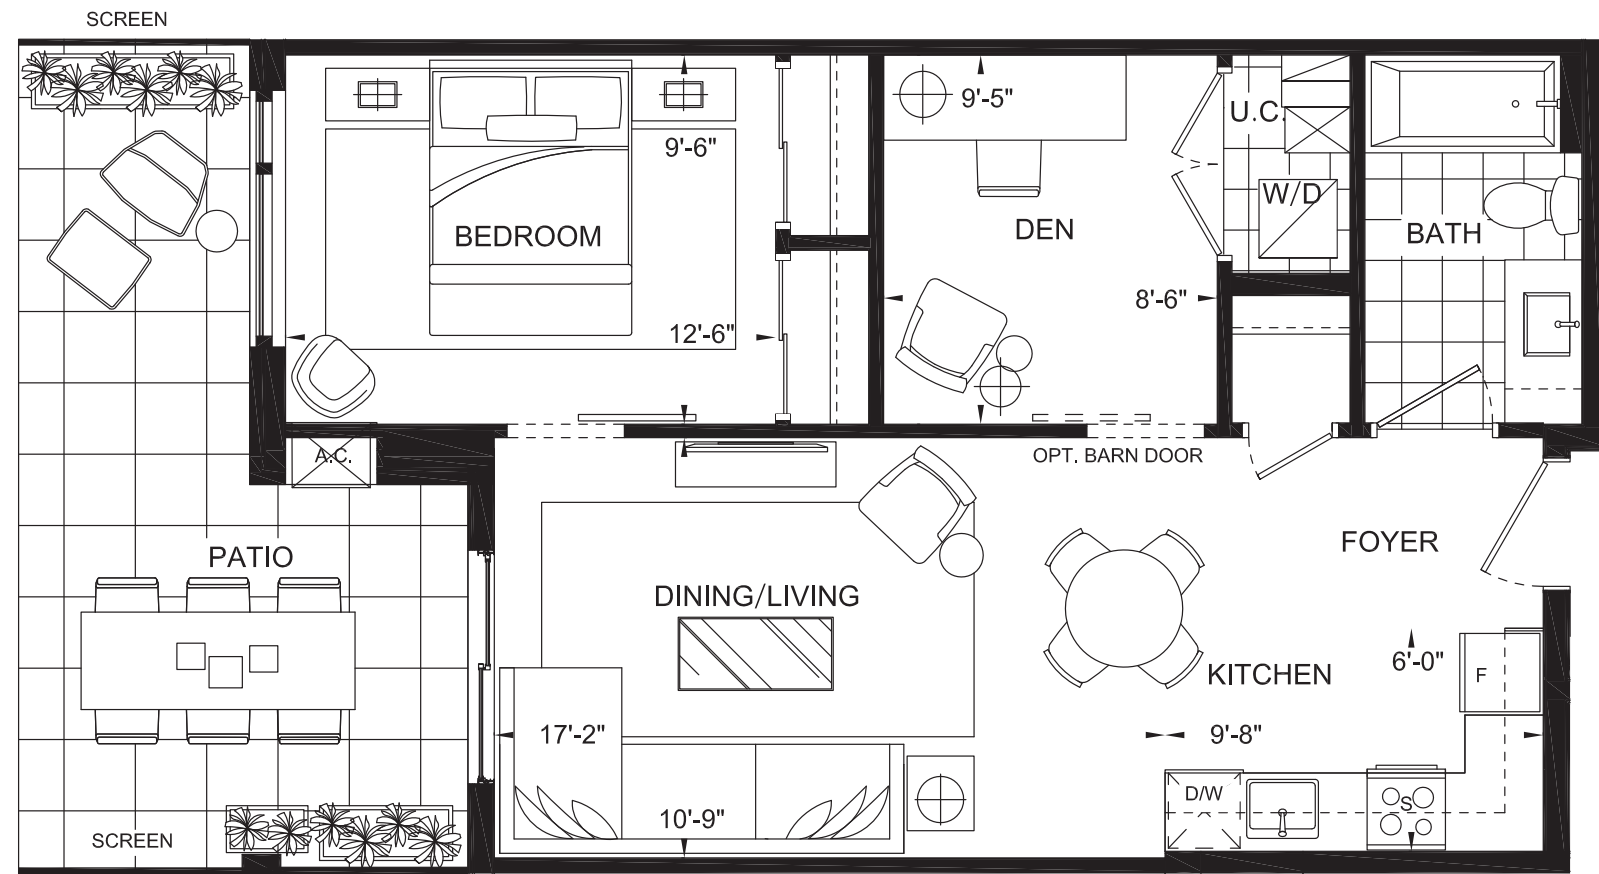 SCREEN
9'-5"
U.C.
9'-6"
W/D
BEDROOM
DEN
BATH
8'-6"
12'-6"
A.C.
OPT. BARN DOOR
PATIO
FOYER
DINING/LIVING
KITCHEN
6'-0"
F
17'-2"
9'-8"
D/W
S
10'-9"
SCREEN